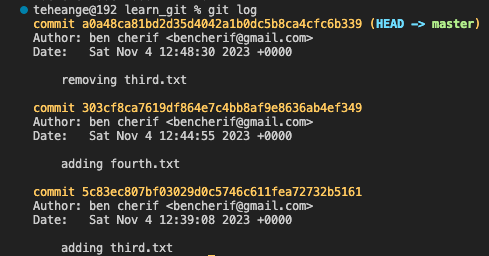 teheange@192 learn_git % git log
commit a0a48ca81bd2d35d4042a1b0dc5b8ca4cfc6b339 (HEAD -> master)
Author: ben cherif <bencherif@gmail.com>
Date:   Sat Nov 4 12:48:30 2023 +0000
removing third.txt
commit 303cf8ca7619df864e7c4bb8af9e8636ab4ef349
Author: ben cherif <bencherif@gmail.com>
Date:   Sat Nov 4 12:44:55 2023 +0000
adding fourth.txt
commit 5c83ec807bf03029d0c5746c611fea72732b5161
Author: ben cherif <bencherif@gmail.com>
Date:   Sat Nov 4 12:39:08 2023 +0000
adding third.txt